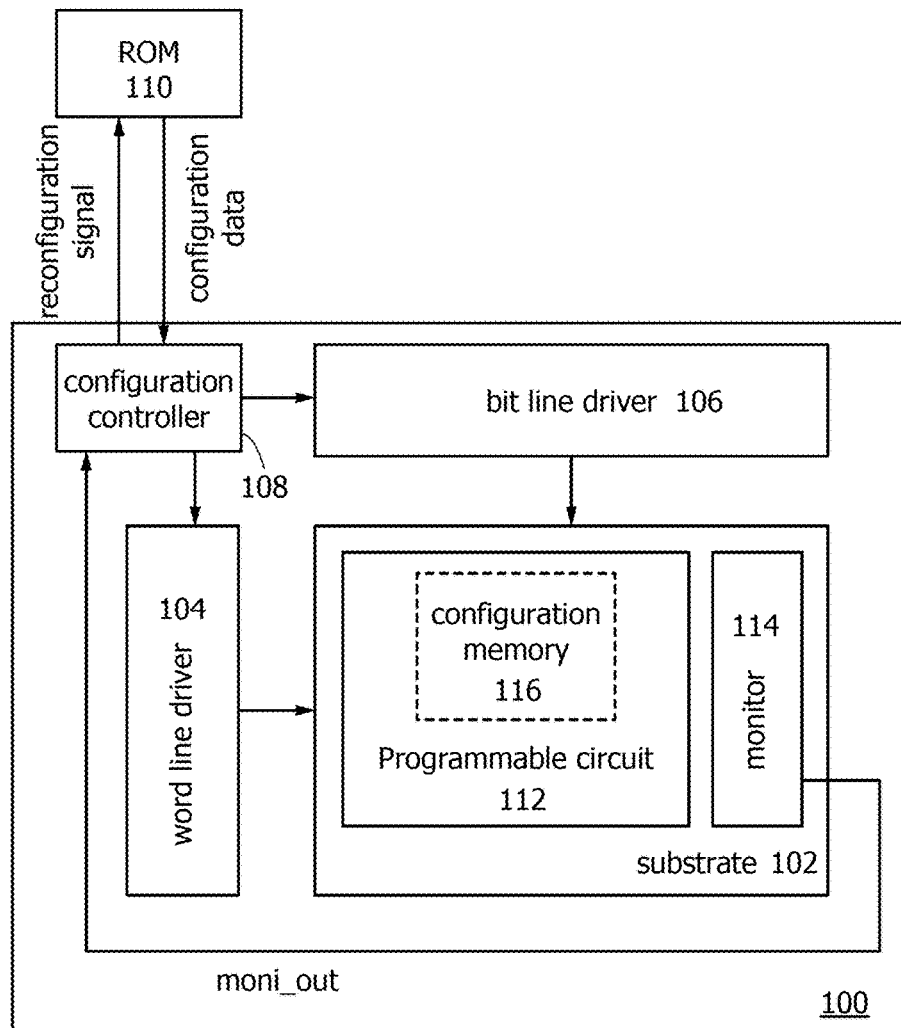 ROM
110
reconfiguration
signal
configuration
data
configuration
controller
108
bit line driver 106
104
word line driver
configuration
memory
116
Programmable circuit
112
114
monitor
substrate 102
moni_out
100